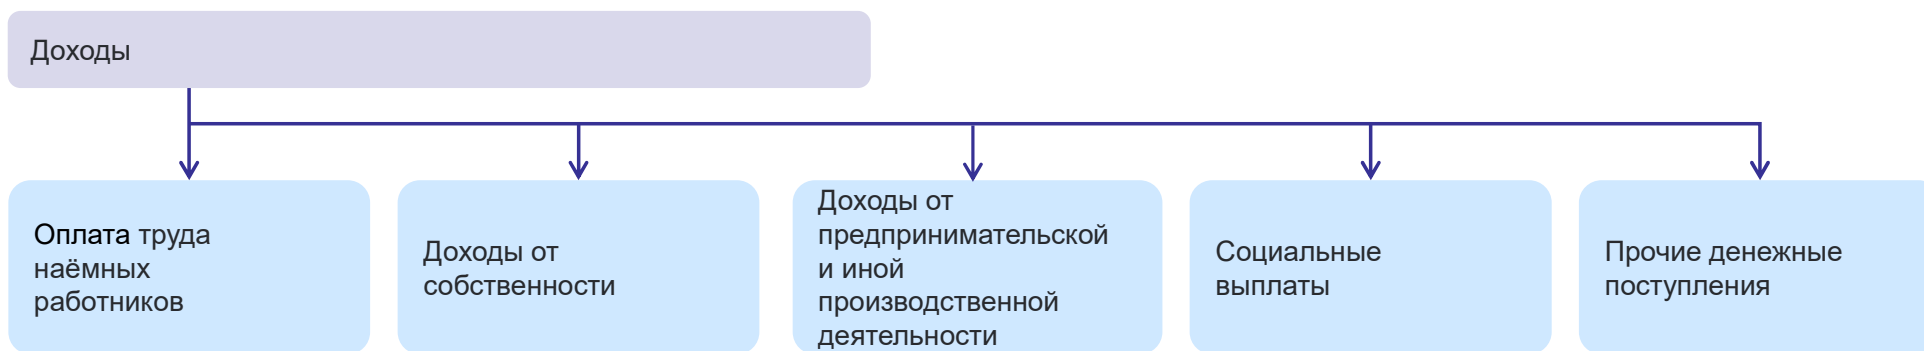 Доходы
Оплата труда
наёмных
работников
Доходы от
собственности
Доходы от
предпринимательской
и иной
производственной
деятельности
Социальные
выплаты
Прочие денежные
поступления